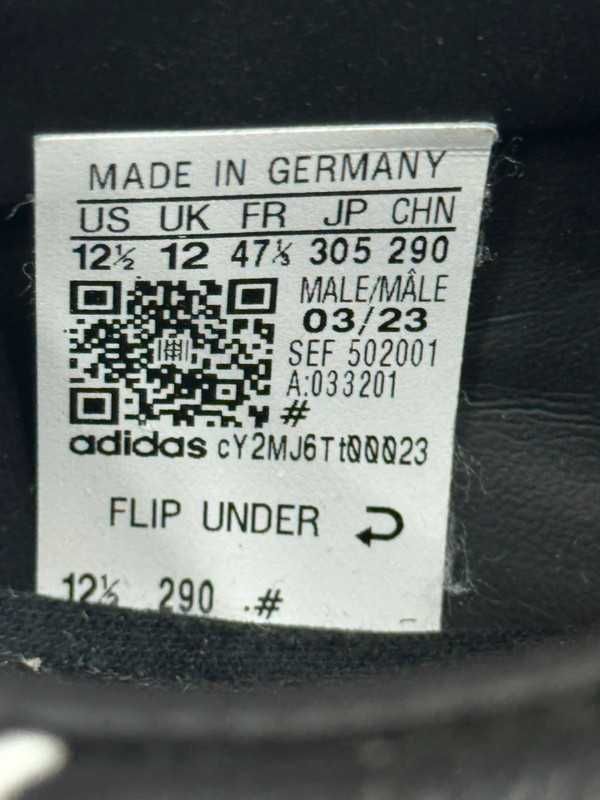 MADE IN GERMANY
US UK FR JP CHN
12½ 12 47⅓ 305 290
MALE/MÂLE
03/23
SEF 502001
A:033201
#
adidas cY2MJ6Tt00023
FLIP UNDER
12½ 290 #